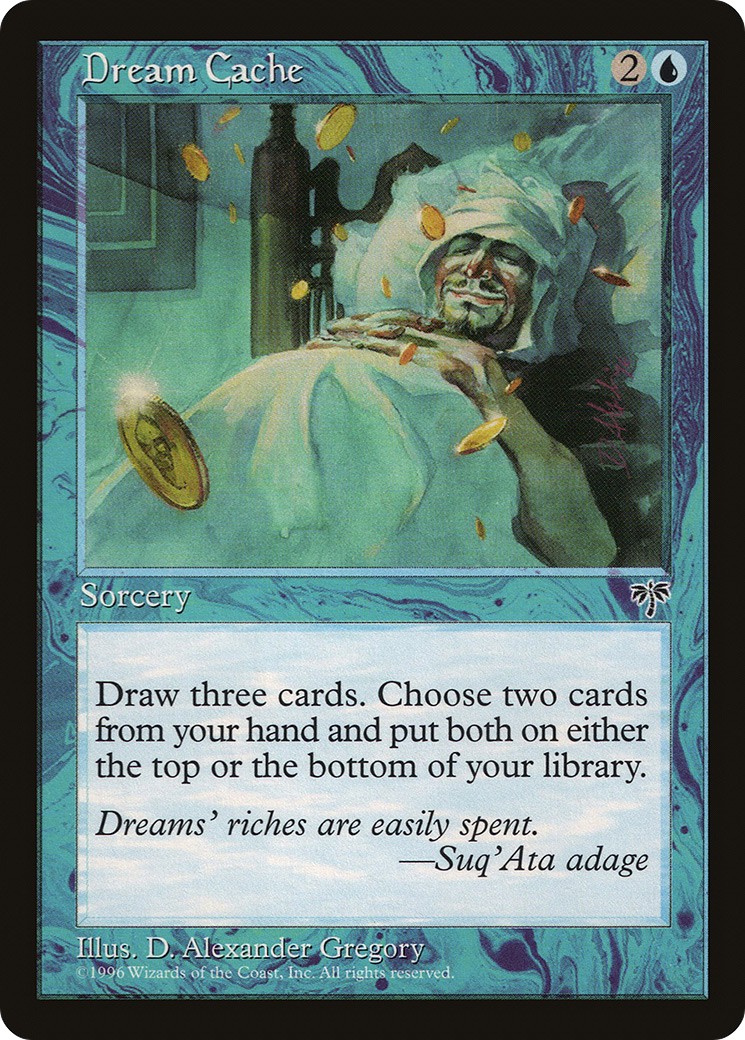 Dream Cache
2
Sorcery
Draw three cards. Choose two cards
from your hand and put both on either
the top or the bottom of your library.
Dreams' riches are easily spent.
—Suq'Ata adage
Illus. D. Alexander Gregory
©1996 Wizards of the Coast, Inc. All rights reserved.